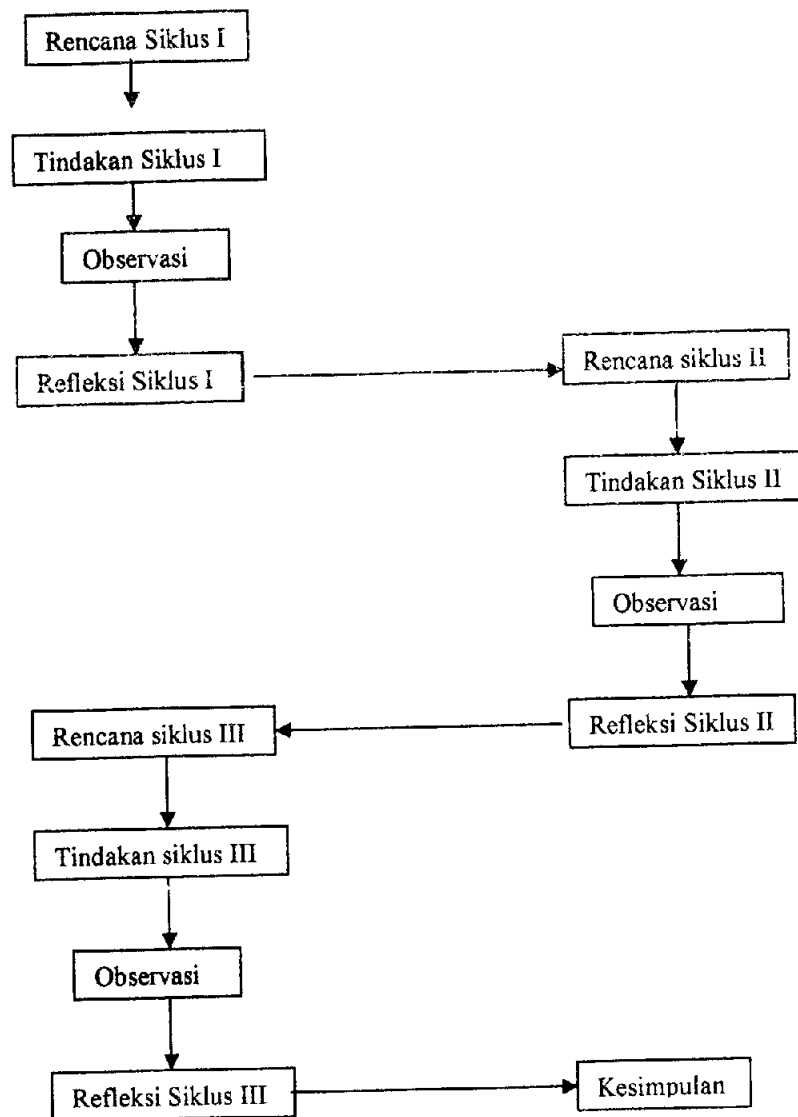 Rencana Siklus I
Tindakan Siklus I
Observasi
Refleksi Siklus I
Rencana siklus II
Tindakan Siklus II
Observasi
Refleksi Siklus II
Rencana siklus III
Tindakan siklus III
Observasi
Refleksi Siklus III
Kesimpulan